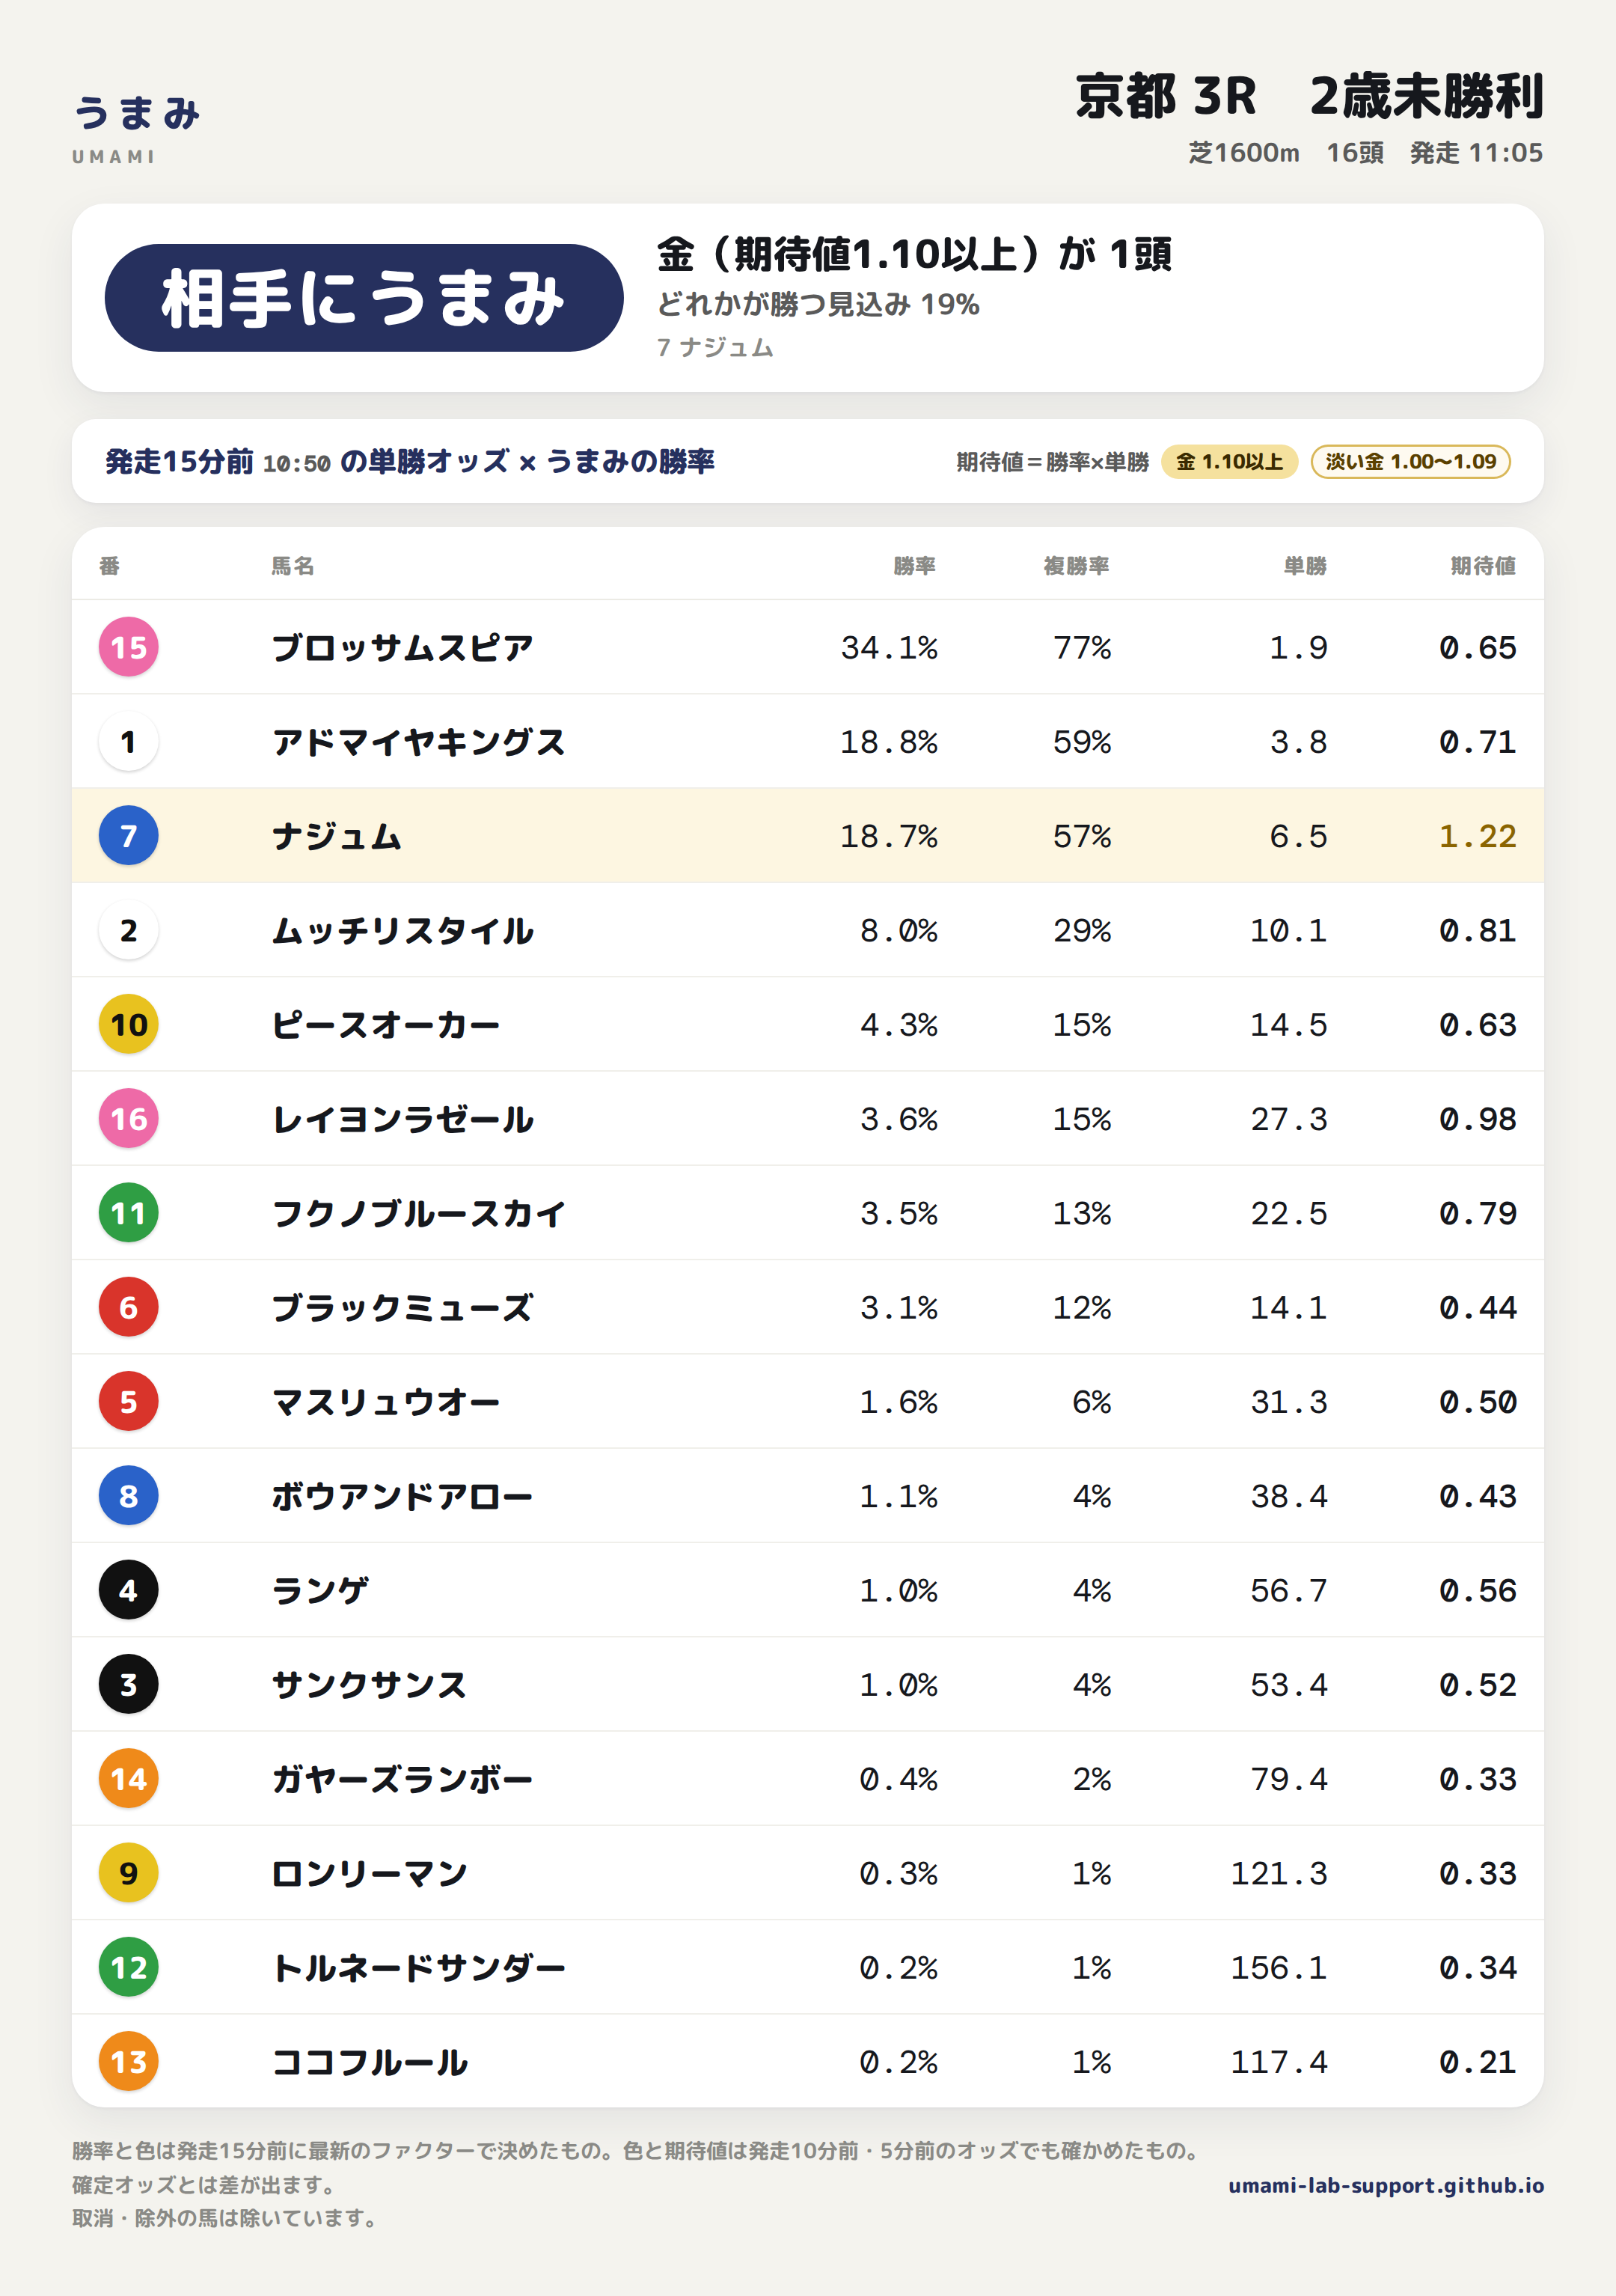 うまみ
UMAMI
京都 3R　2歳未勝利
芝1600m　16頭　発走 11:05
相手にうまみ
金（期待値1.10以上）が 1頭
どれかが勝つ見込み 19%
7 ナジュム
発走15分前 10:50 の単勝オッズ × うまみの勝率
期待値＝勝率×単勝 金 1.10以上 淡い金 1.00〜1.09
番 馬名 勝率 複勝率 単勝 期待値
15 ブロッサムスピア 34.1% 77% 1.9 0.65
1 アドマイヤキングス 18.8% 59% 3.8 0.71
7 ナジュム 18.7% 57% 6.5 1.22
2 ムッチリスタイル 8.0% 29% 10.1 0.81
10 ピースオーカー 4.3% 15% 14.5 0.63
16 レイヨンラゼール 3.6% 15% 27.3 0.98
11 フクノブルースカイ 3.5% 13% 22.5 0.79
6 ブラックミューズ 3.1% 12% 14.1 0.44
5 マスリュウオー 1.6% 6% 31.3 0.50
8 ボウアンドアロー 1.1% 4% 38.4 0.43
4 ランゲ 1.0% 4% 56.7 0.56
3 サンクサンス 1.0% 4% 53.4 0.52
14 ガヤーズランボー 0.4% 2% 79.4 0.33
9 ロンリーマン 0.3% 1% 121.3 0.33
12 トルネードサンダー 0.2% 1% 156.1 0.34
13 ココフルール 0.2% 1% 117.4 0.21
勝率と色は発走15分前に最新のファクターで決めたもの。色と期待値は発走10分前・5分前のオッズでも確かめたもの。
確定オッズとは差が出ます。
取消・除外の馬は除いています。
umami-lab-support.github.io